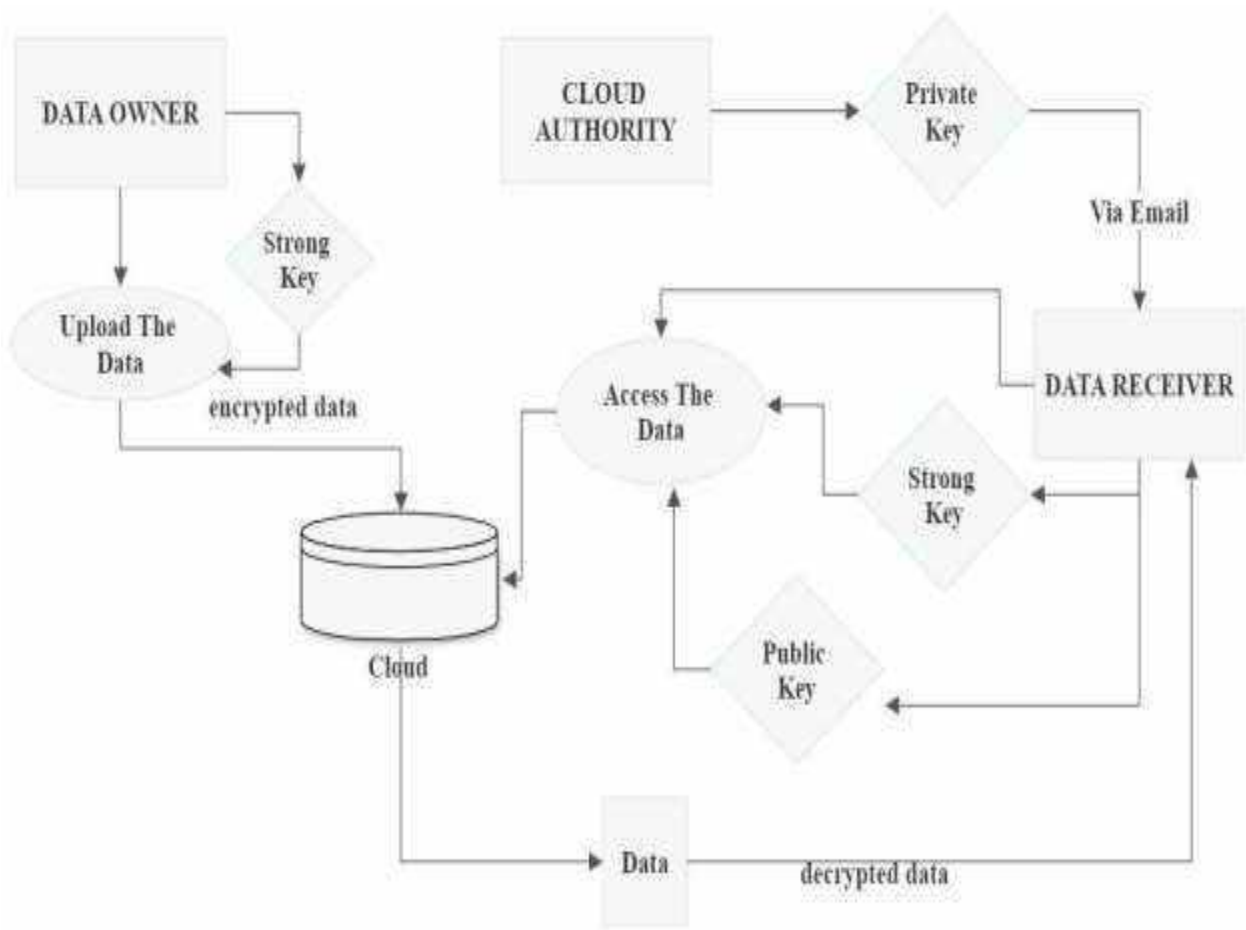 DATA OWNER
CLOUD
AUTHORITY
Private
Key
Strong
Key
Via Email
Upload The
Data
encrypted data
Access The
Data
DATA RECEIVER
Strong
Key
Public
Key
Cloud
Data
decrypted data